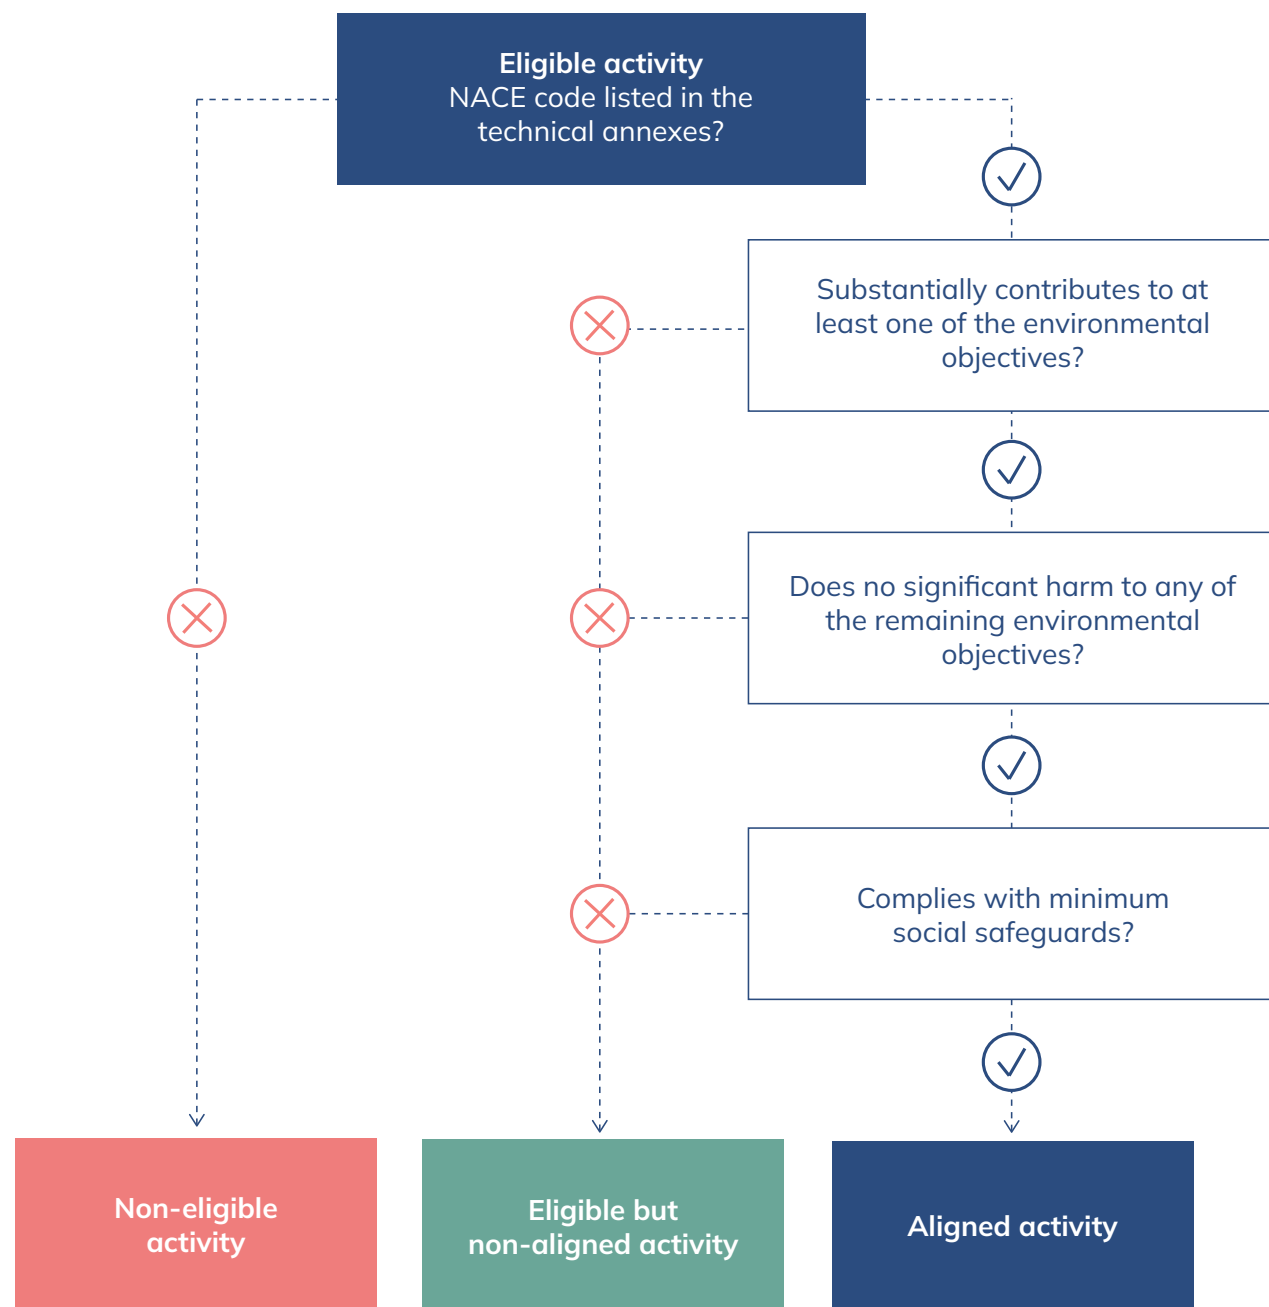 Eligible activity
NACE code listed in the
technical annexes?
Substantially contributes to at
least one of the environmental
objectives?
Does no significant harm to any of
the remaining environmental
objectives?
Complies with minimum
social safeguards?
Non-eligible
activity
Eligible but
non-aligned activity
Aligned activity